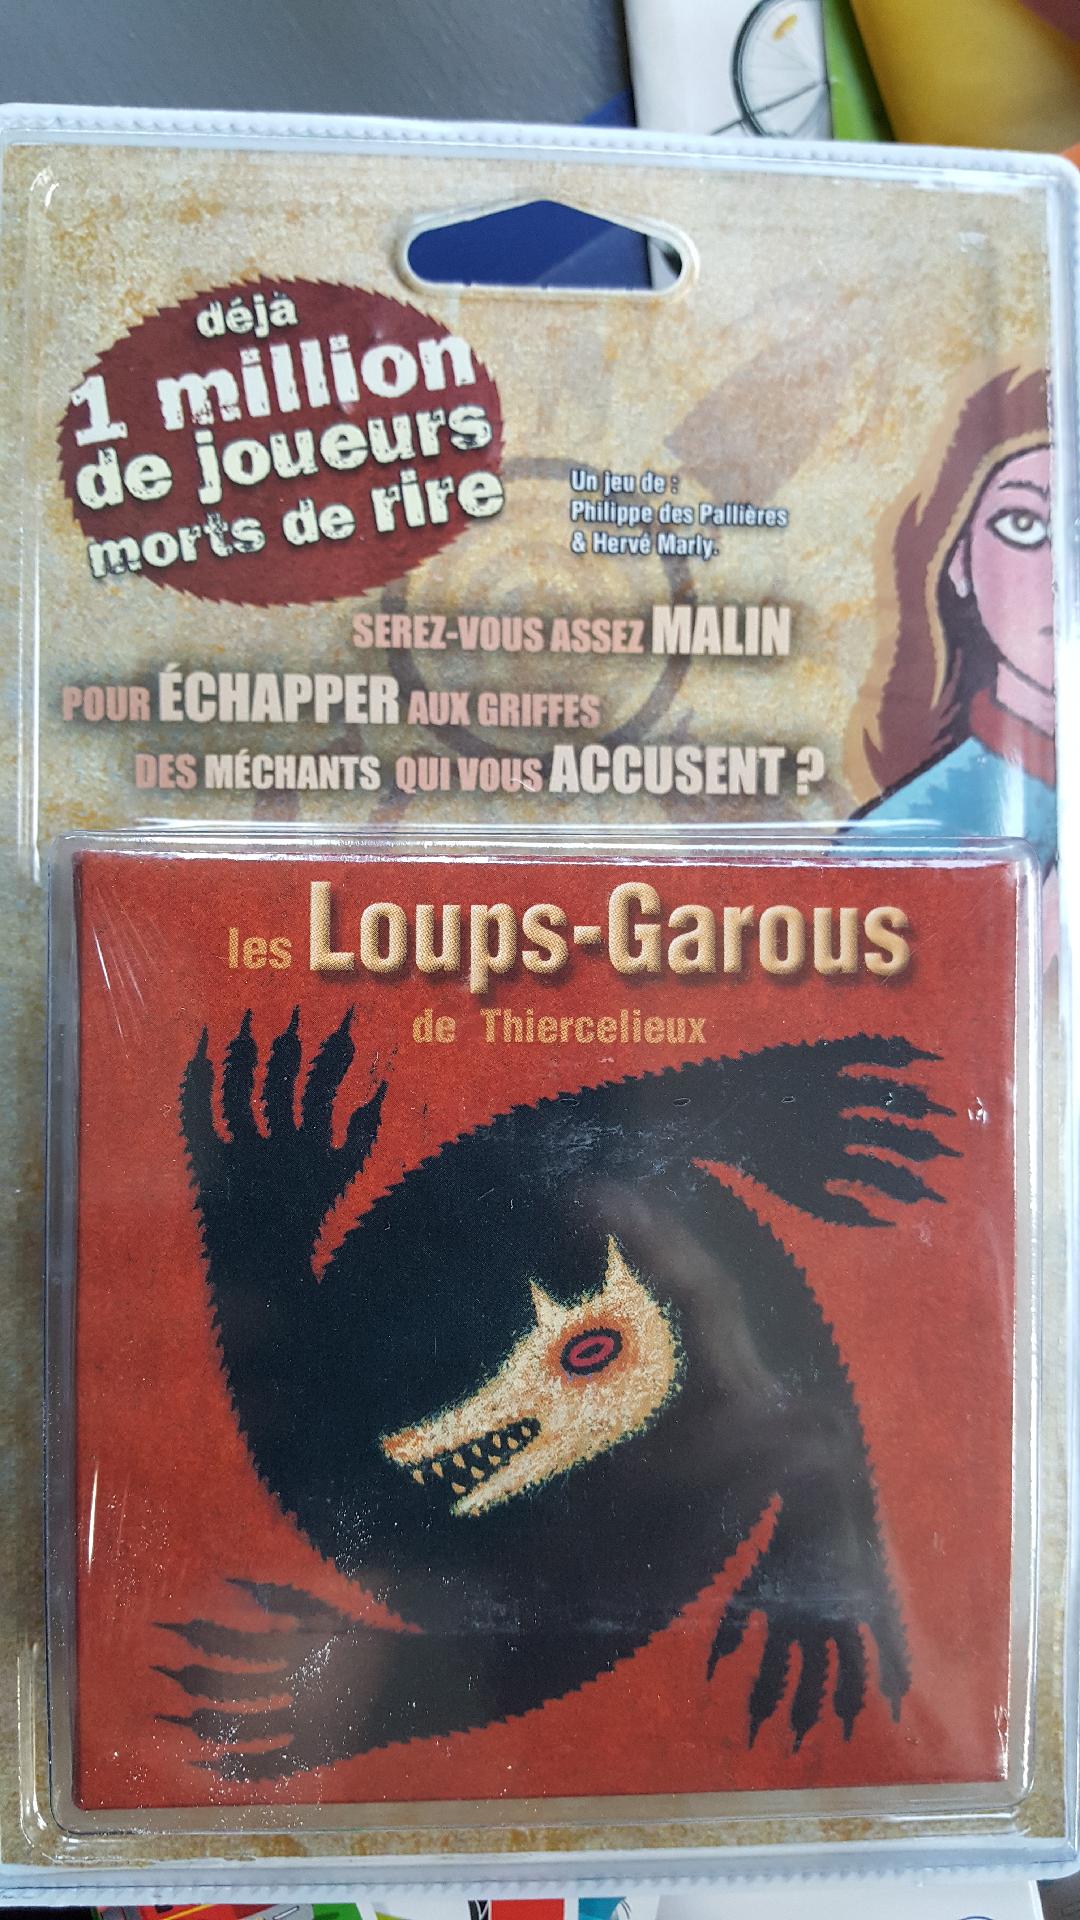 déjà
1 million
de joueurs
morts de rire
Un jeu de :
Philippe des Pallières
& Hervé Marly.
SEREZ-VOUS ASSEZ MALIN
POUR ÉCHAPPER AUX GRIFFES
DES MÉCHANTS QUI VOUS ACCUSENT ?
les Loups-Garous
de Thiercelieux